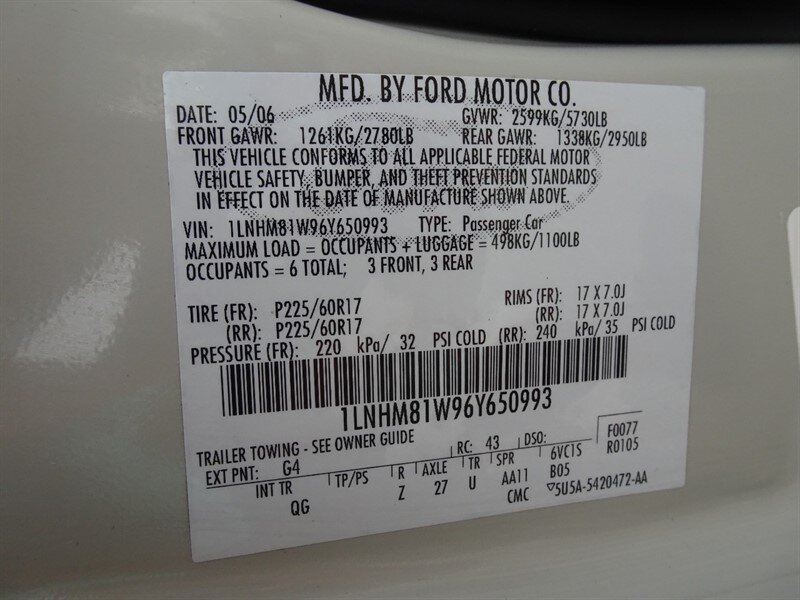 MFD. BY FORD MOTOR CO.
DATE: 05/06 GVWR: 2599KG/5730LB
FRONT GAWR: 1261KG/2780LB REAR GAWR: 1338KG/2950LB
THIS VEHICLE CONFORMS TO ALL APPLICABLE FEDERAL MOTOR
VEHICLE SAFETY, BUMPER, AND THEFT PREVENTION STANDARDS
IN EFFECT ON THE DATE OF MANUFACTURE SHOWN ABOVE.
VIN: 1LNHM81W96Y650993 TYPE: Passenger Car
MAXIMUM LOAD = OCCUPANTS + LUGGAGE = 498KG/1100LB
OCCUPANTS = 6 TOTAL; 3 FRONT, 3 REAR
TIRE (FR): P225/60R17 RIMS (FR): 17 X 7.0J
(RR): P225/60R17 (RR): 17 X 7.0J
PRESSURE (FR): 220 kPa/ 32 PSI COLD (RR): 240 kPa/ 35 PSI COLD
1LNHM81W96Y650993
TRAILER TOWING - SEE OWNER GUIDE RC: 43 DSO: F0077
EXT PNT: G4 R0105
INT TR TP/PS R AXLE TR SPR 6VCTS
QG Z 27 U AA11 B05
CMC ▽5U5A-5420472-AA